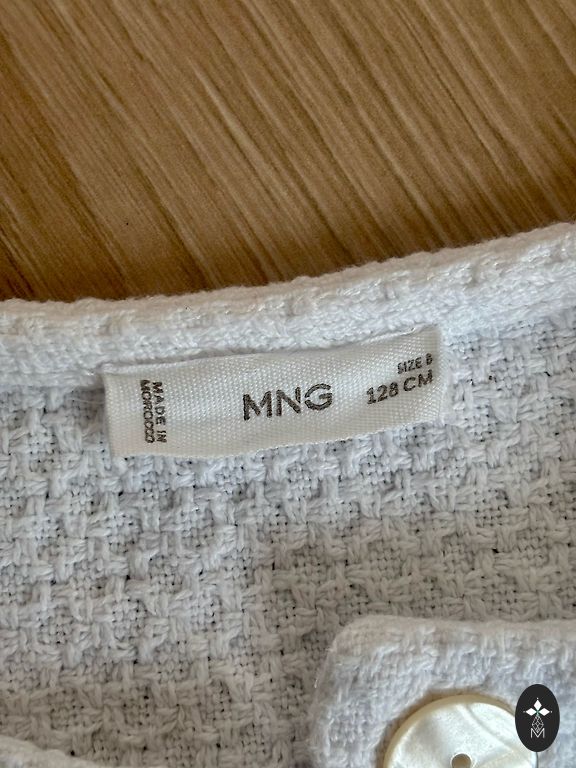 MADE IN
MOROCCO
MNG
SIZE 8
128 CM
M